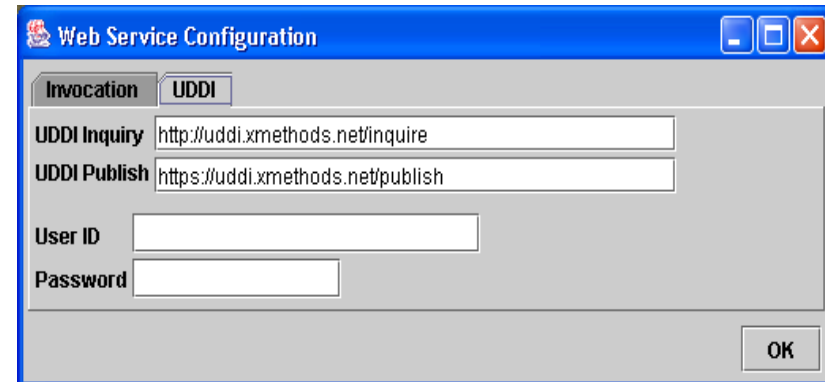 Web Service Configuration
Invocation UDDI
UDDI Inquiry http://uddi.xmethods.net/inquire
UDDI Publish https://uddi.xmethods.net/publish
User ID
Password
OK